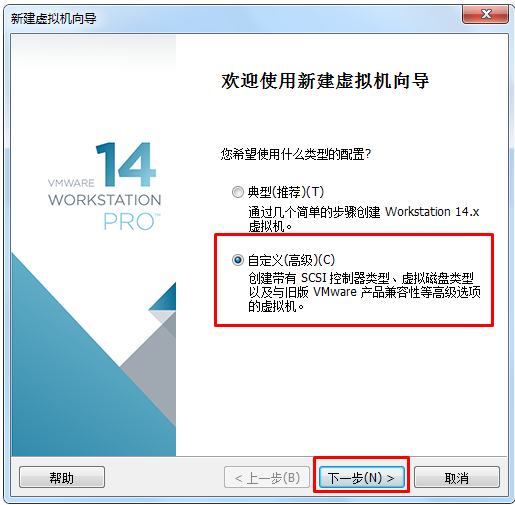 新建虚拟机向导
欢迎使用新建虚拟机向导
14
VMWARE
WORKSTATION
PRO™
您希望使用什么类型的配置?
典型(推荐)(T)
通过几个简单的步骤创建 Workstation 14.x
虚拟机。
自定义(高级)(C)
创建带有 SCSI 控制器类型、虚拟磁盘类型
以及与旧版 VMware 产品兼容性等高级选项
的虚拟机。
帮助
< 上一步(B)
下一步(N) >
取消